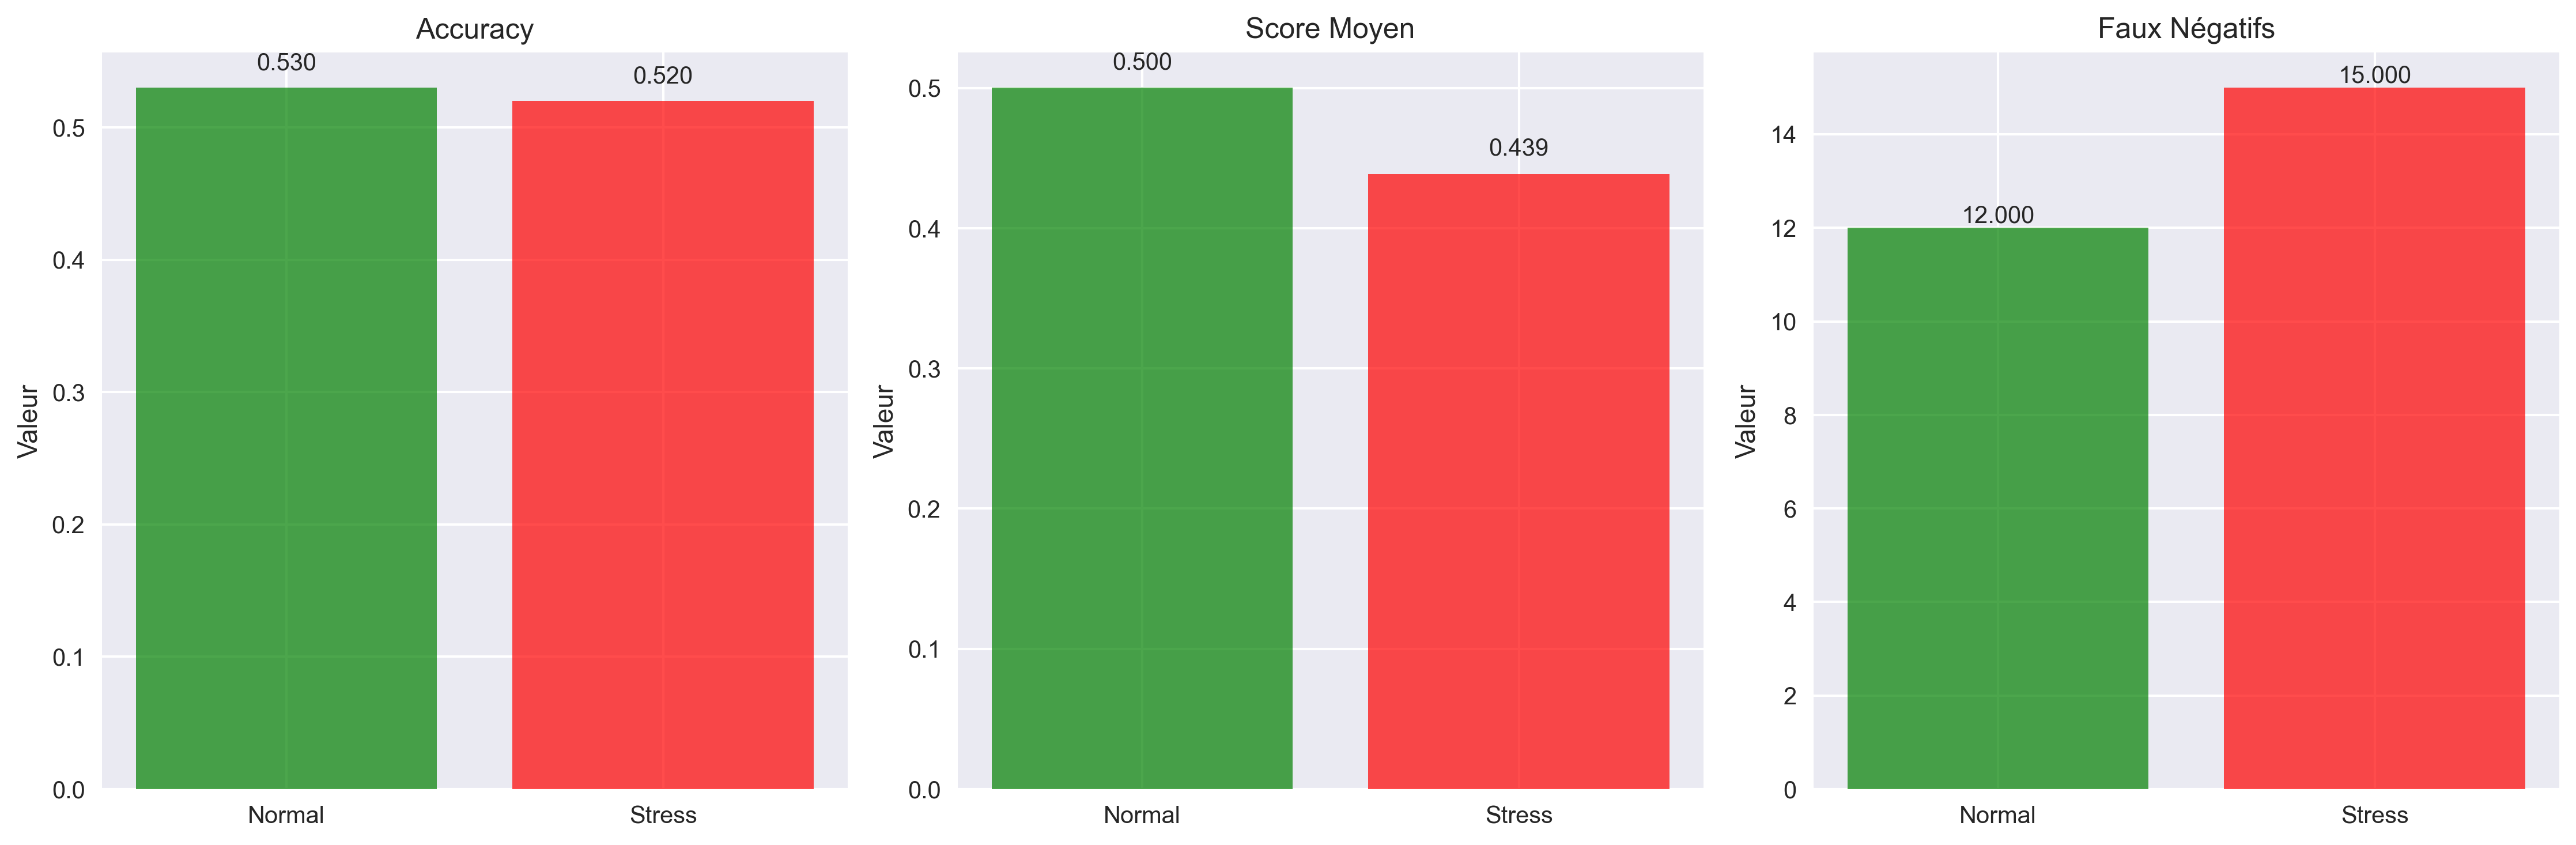 Accuracy
Valeur
0.5
0.4
0.3
0.2
0.1
0.0
0.530
0.520
Normal
Stress
Score Moyen
Valeur
0.5
0.4
0.3
0.2
0.1
0.0
0.500
0.439
Normal
Stress
Faux Négatifs
Valeur
14
12
10
8
6
4
2
0
12.000
15.000
Normal
Stress